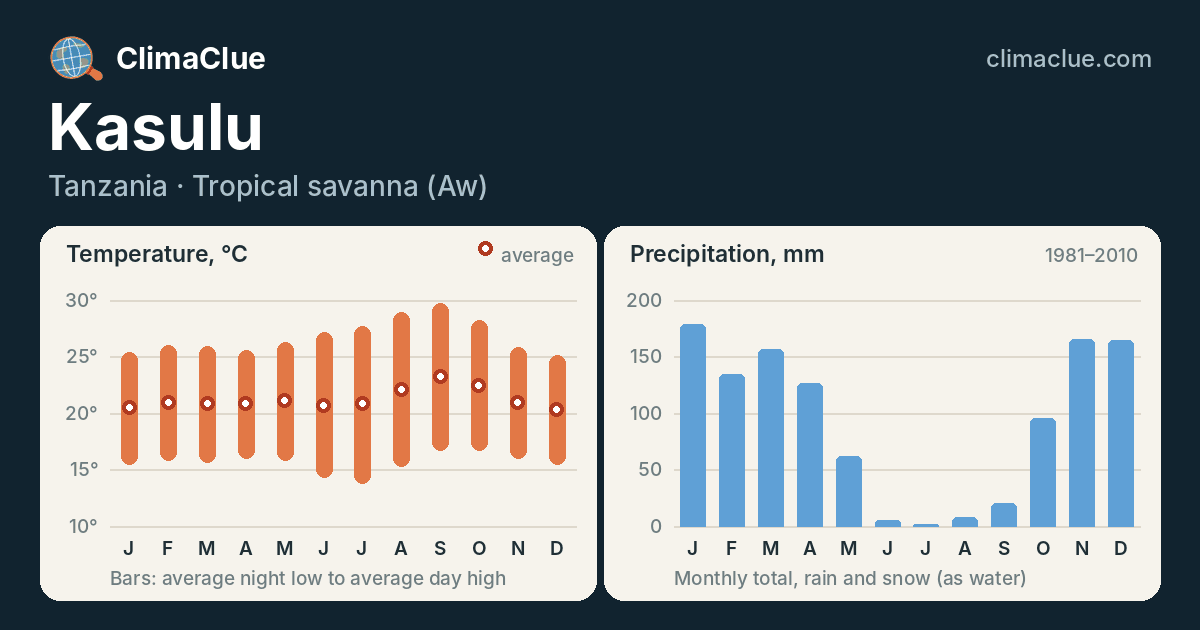 ClimaClue
climaclue.com
Kasulu
Tanzania · Tropical savanna (Aw)
Temperature, °C
average
30°
25°
20°
15°
10°
J F M A M J J A S O N D
Bars: average night low to average day high
Precipitation, mm
1981–2010
200
150
100
50
0
J F M A M J J A S O N D
Monthly total, rain and snow (as water)